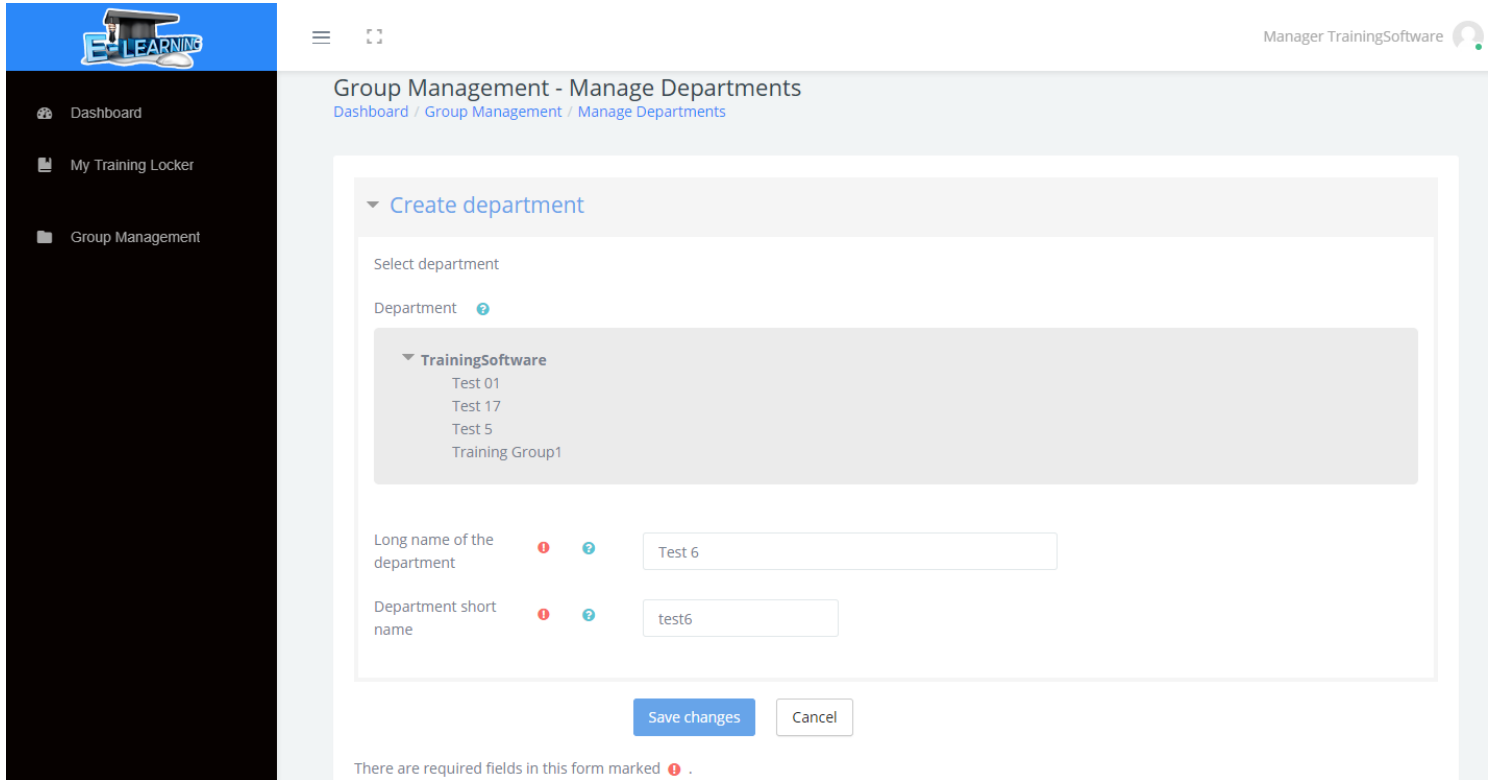 E-LEARNING
Manager TrainingSoftware
Dashboard
My Training Locker
Group Management
Group Management - Manage Departments
Dashboard / Group Management / Manage Departments
Create department
Select department
Department
TrainingSoftware
Test 01
Test 17
Test 5
Training Group1
Long name of the
department
Test 6
Department short
name
test6
Save changes
Cancel
There are required fields in this form marked .